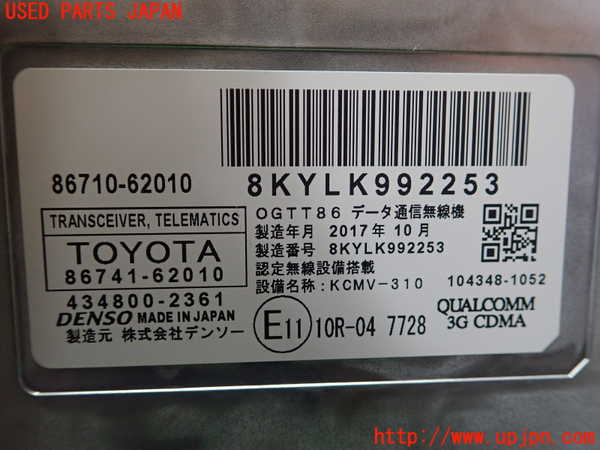 USED PARTS JAPAN
86710-62010
8KYLK992253
TRANSCEIVER, TELEMATICS
TOYOTA
86741-62010
434800-2361
DENSO MADE IN JAPAN
製造元 株式会社デンソー
OGTT86 データ通信無線機
製造年月 2017年10月
製造番号 8KYLK992253
認定無線設備搭載
設備名称:KCMV-310
104348-1052
E11 10R-04 7728
QUALCOMM
3G CDMA
http://www.upjpn.com